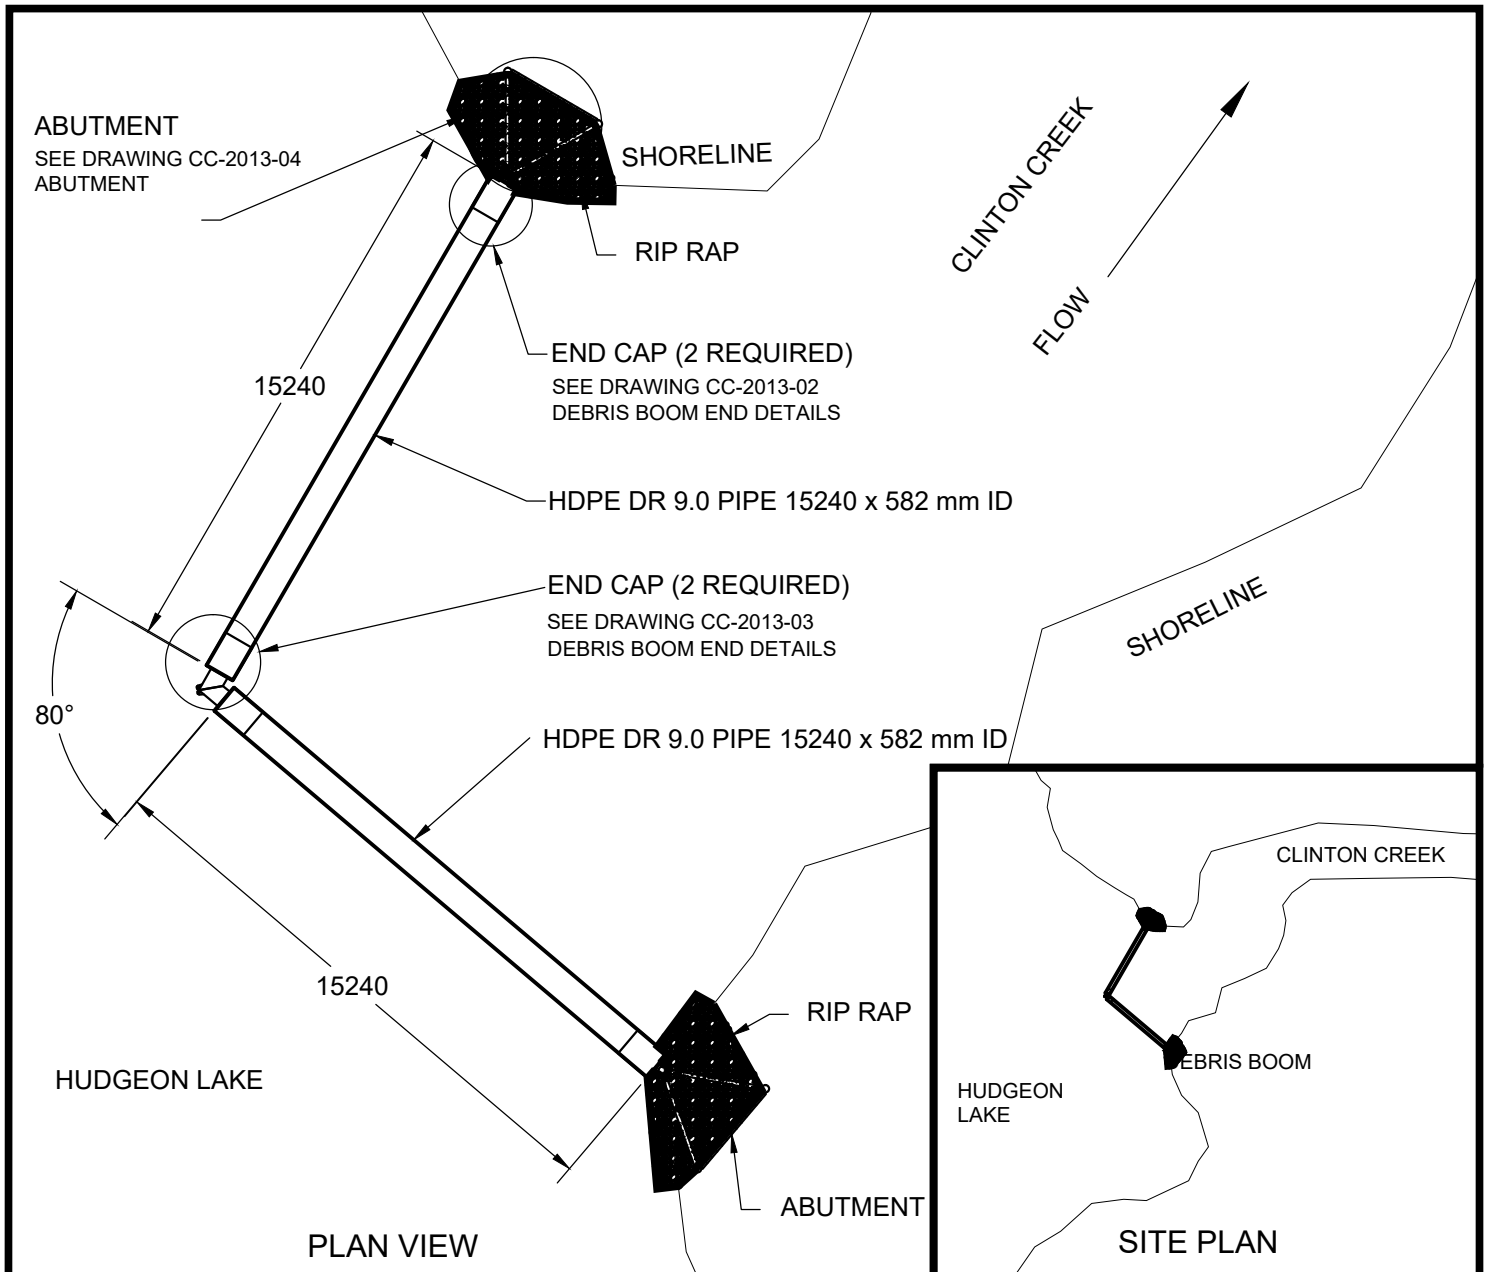 ABUTMENT
SEE DRAWING CC-2013-04
ABUTMENT
SHORELINE
RIP RAP
CLINTON CREEK
FLOW
END CAP (2 REQUIRED)
SEE DRAWING CC-2013-02
DEBRIS BOOM END DETAILS
15240
HDPE DR 9.0 PIPE 15240 x 582 mm ID
END CAP (2 REQUIRED)
SEE DRAWING CC-2013-03
DEBRIS BOOM END DETAILS
SHORELINE
80°
HDPE DR 9.0 PIPE 15240 x 582 mm ID
15240
RIP RAP
HUDGEON LAKE
ABUTMENT
PLAN VIEW
CLINTON CREEK
EBRIS BOOM
HUDGEON
LAKE
SITE PLAN